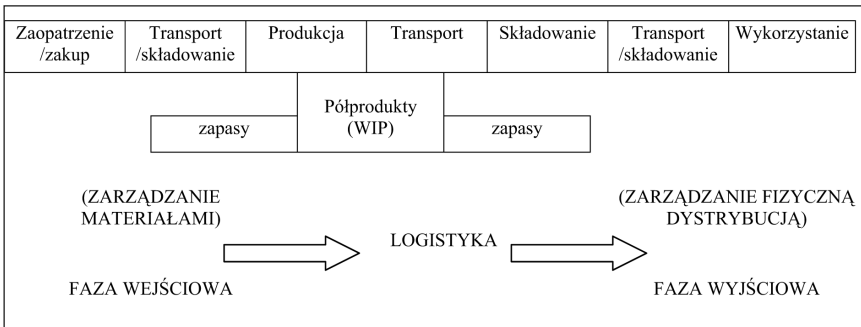 Zaopatrzenie
/zakup
Transport
/składowanie
Produkcja
Transport
Składowanie
Transport
/składowanie
Wykorzystanie
zapasy
Półprodukty
(WIP)
zapasy
(ZARZĄDZANIE
MATERIAŁAMI)
(ZARZĄDZANIE FIZYCZNĄ
DYSTRYBUCJĄ)
LOGISTYKA
FAZA WEJŚCIOWA
FAZA WYJŚCIOWA